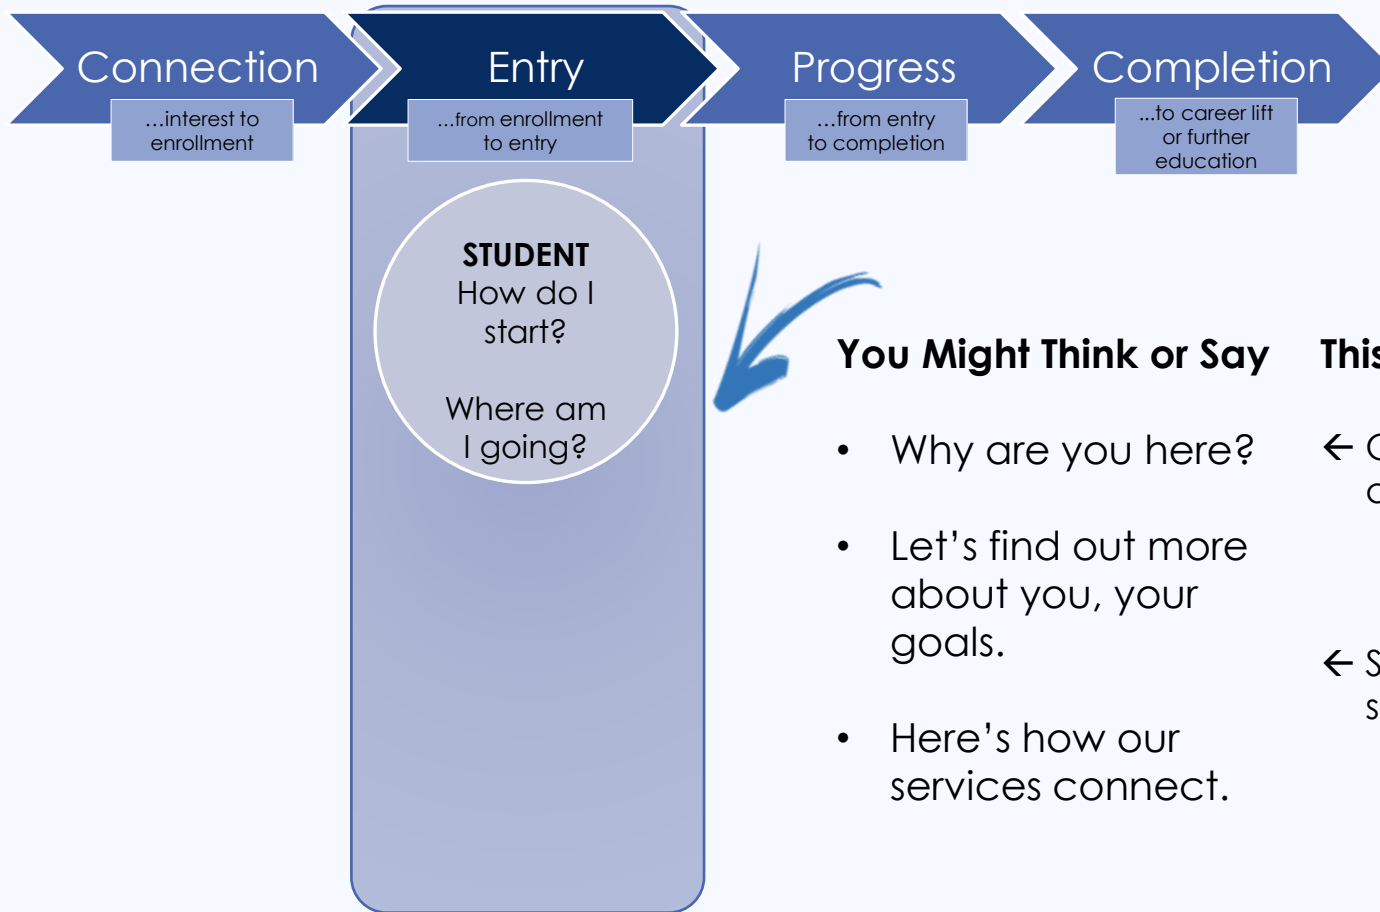 Connection
Entry
Progress
Completion
...interest to
enrollment
...from enrollment
to entry
...from entry
to completion
...to career lift
or further
education
STUDENT
How do I
start?
Where am
I going?
You Might Think or Say
• Why are you here?
• Let's find out more
about you, your
goals.
• Here's how our
services connect.